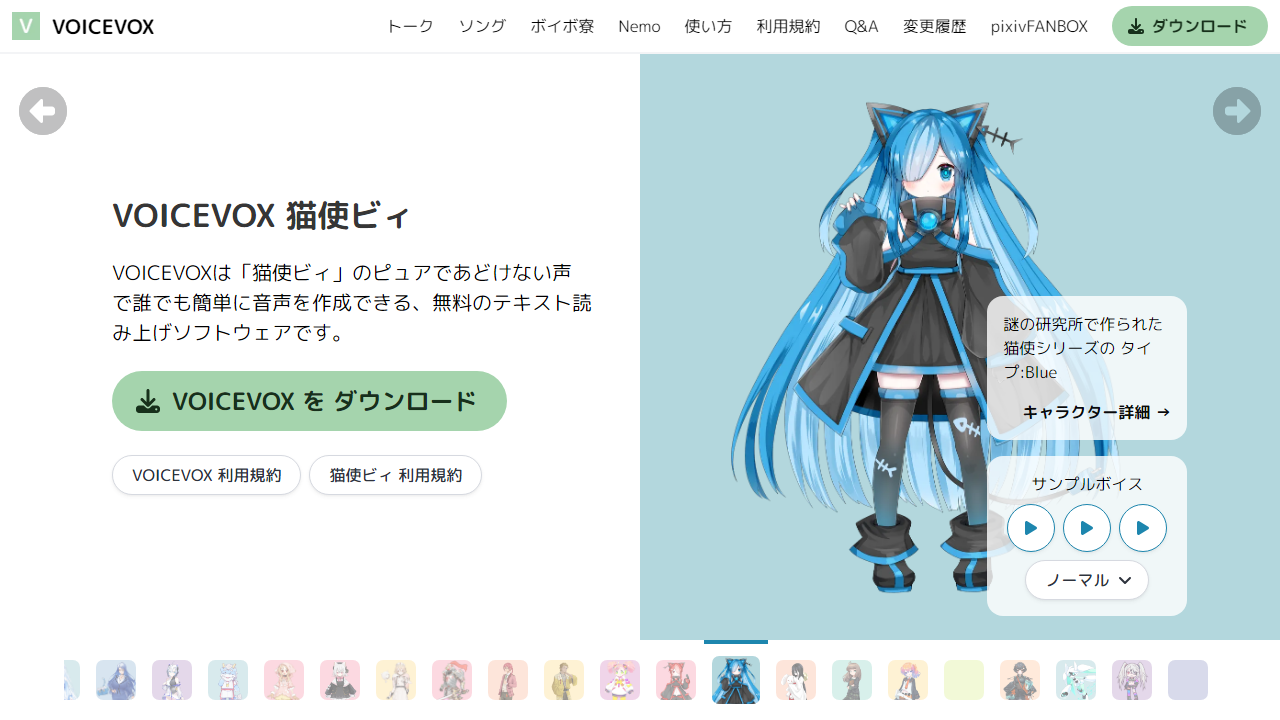 V VOICEVOX トーク ソング ボイボ寮 Nemo 使い方 利用規約 Q&A 変更履歴 pixivFANBOX ダウンロード
VOICEVOX 猫使ビィ
VOICEVOXは「猫使ビィ」のピュアであどけない声
で誰でも簡単に音声を作成できる、無料のテキスト読
み上げソフトウェアです。
VOICEVOX を ダウンロード
VOICEVOX 利用規約 猫使ビィ 利用規約
謎の研究所で作られた
猫使シリーズの タイ
プ:Blue
キャラクター詳細 →
サンプルボイス
ノーマル